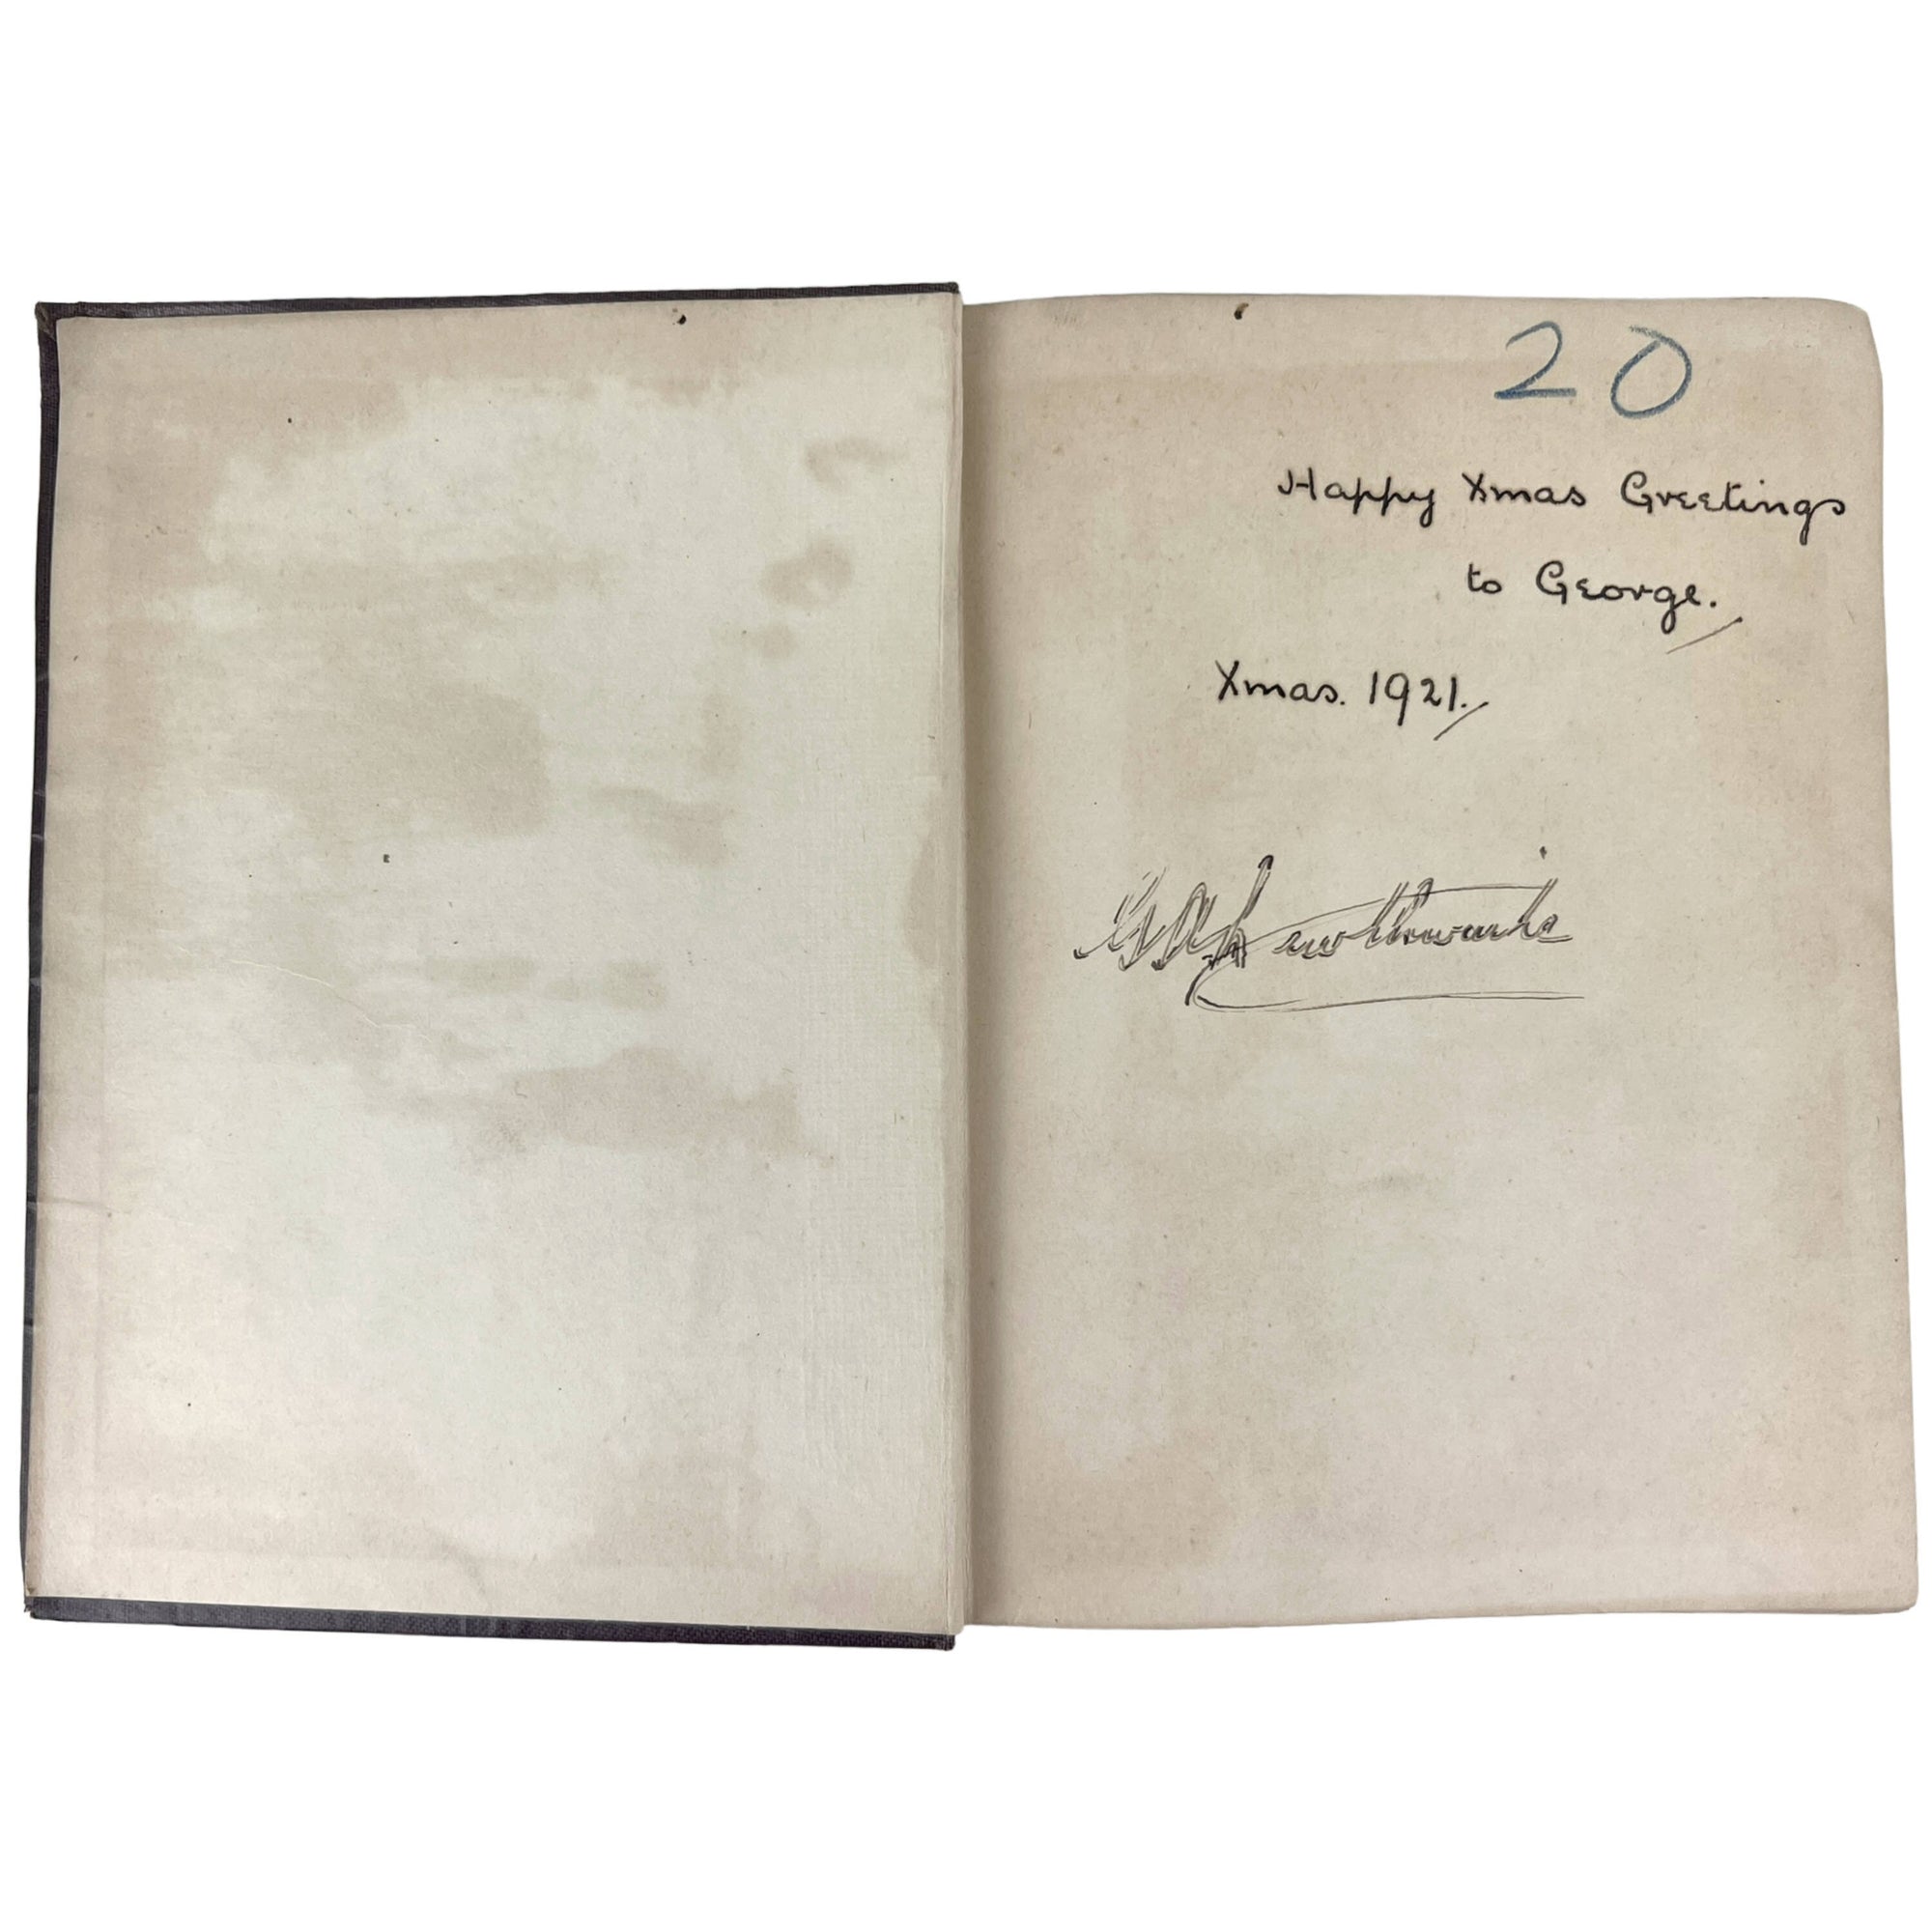 20
Happy Xmas Greetings
to George.
Xmas. 1921.